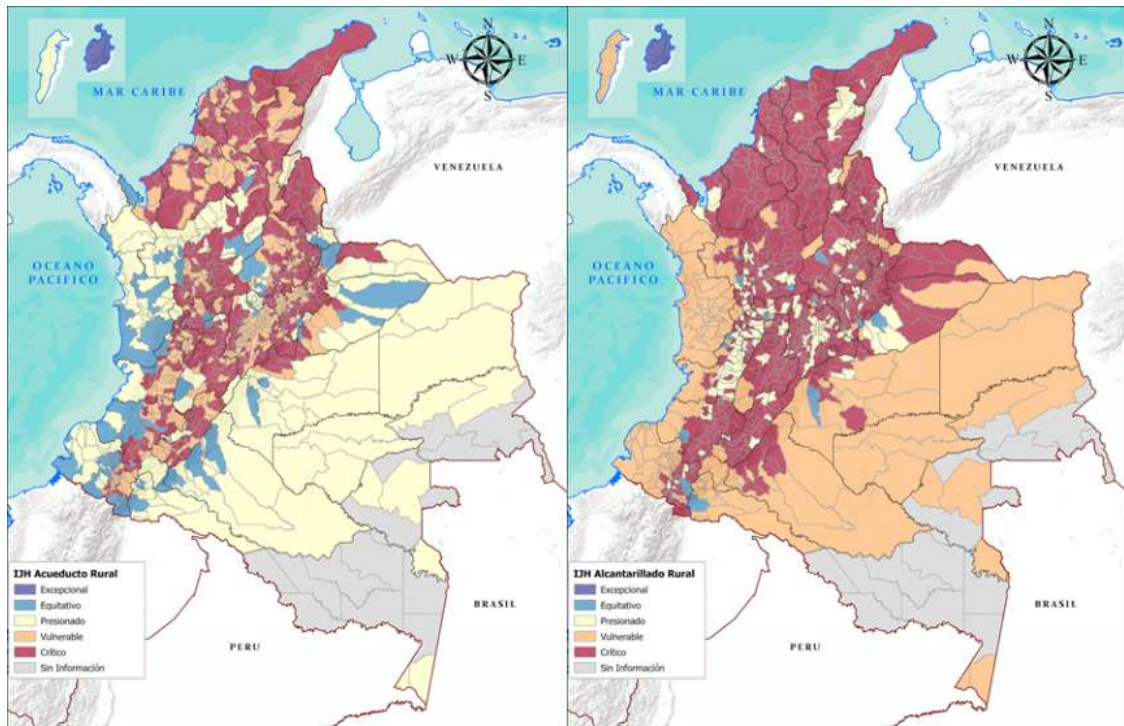 N
W E
S
MAR CARIBE
VENEZUELA
OCEANO
PACIFICO
IJH Acueducto Rural
Excepcional
Equitativo
Presionado
Vulnerable
Crítico
Sin Información
BRASIL
PERU
N
W E
S
MAR CARIBE
VENEZUELA
OCEANO
PACIFICO
IJH Alcantarillado Rural
Excepcional
Equitativo
Presionado
Vulnerable
Crítico
Sin Información
BRASIL
PERU